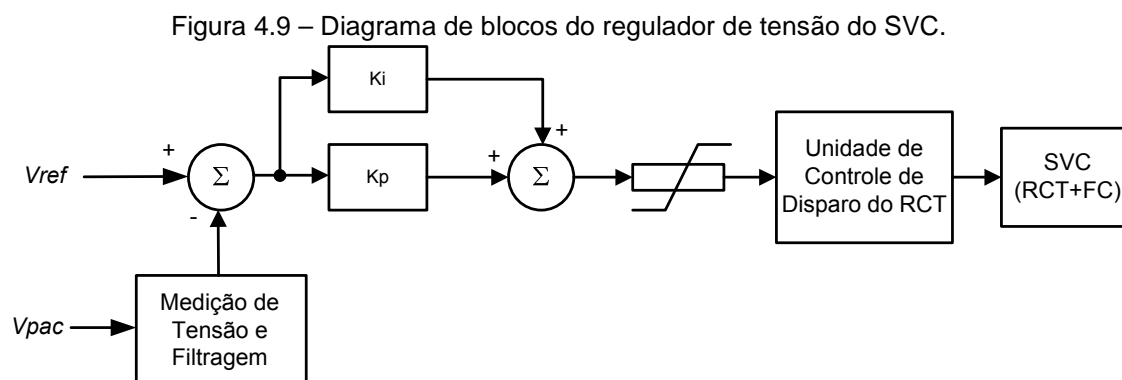 Figura 4.9 – Diagrama de blocos do regulador de tensão do SVC.
Ki
+
+
Vref
Σ
Kp
+
Σ
Unidade de
Controle de
Disparo do RCT
SVC
(RCT+FC)
-
Vpac
Medição de
Tensão e
Filtragem